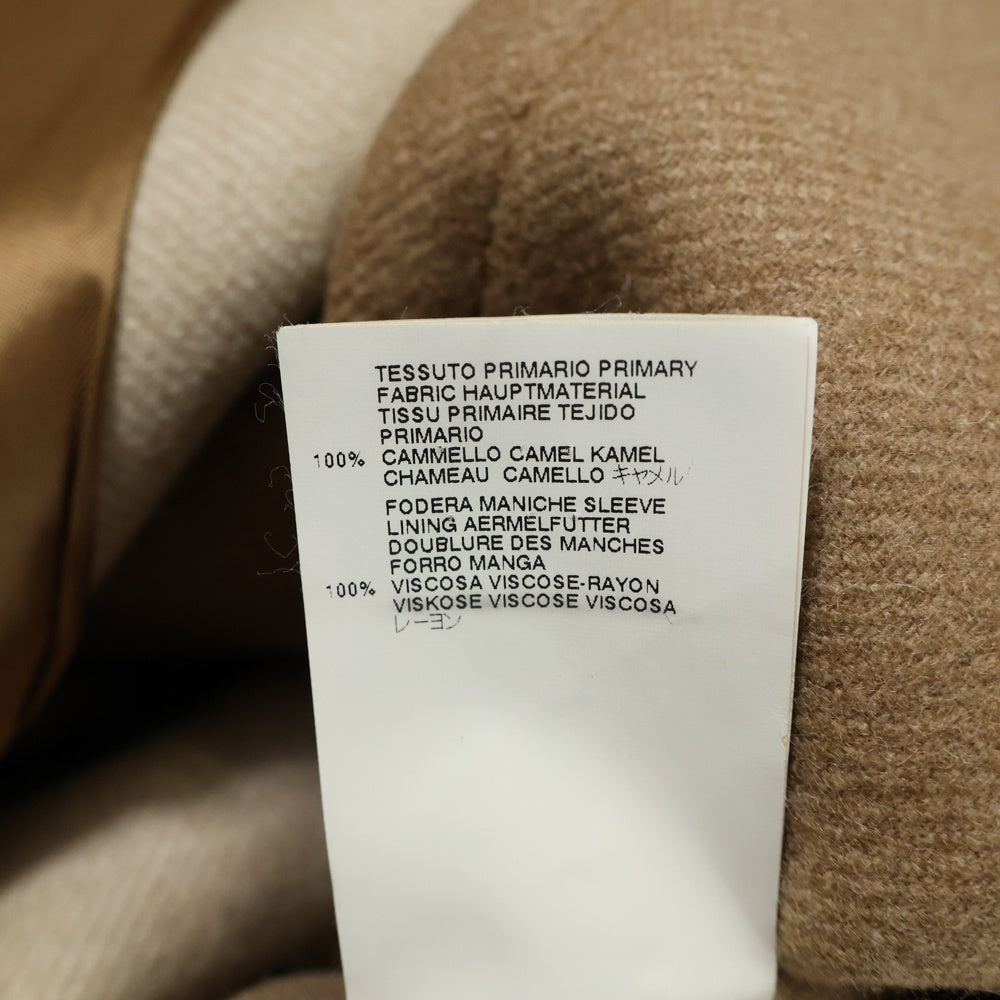 TESSUTO PRIMARIO PRIMARY
FABRIC HAUPTMATERIAL
TISSU PRIMAIRE TEJIDO
PRIMARIO
100% CAMMELLO CAMEL KAMEL
CHAMEAU CAMELLO キャメル
FODERA MANICHE SLEEVE
LINING AERMELFUTTER
DOUBLURE DES MANCHES
FORRO MANGA
100% VISCOSA VISCOSE-RAYON
VISKOSE VISCOSE VISCOSA
レーヨン